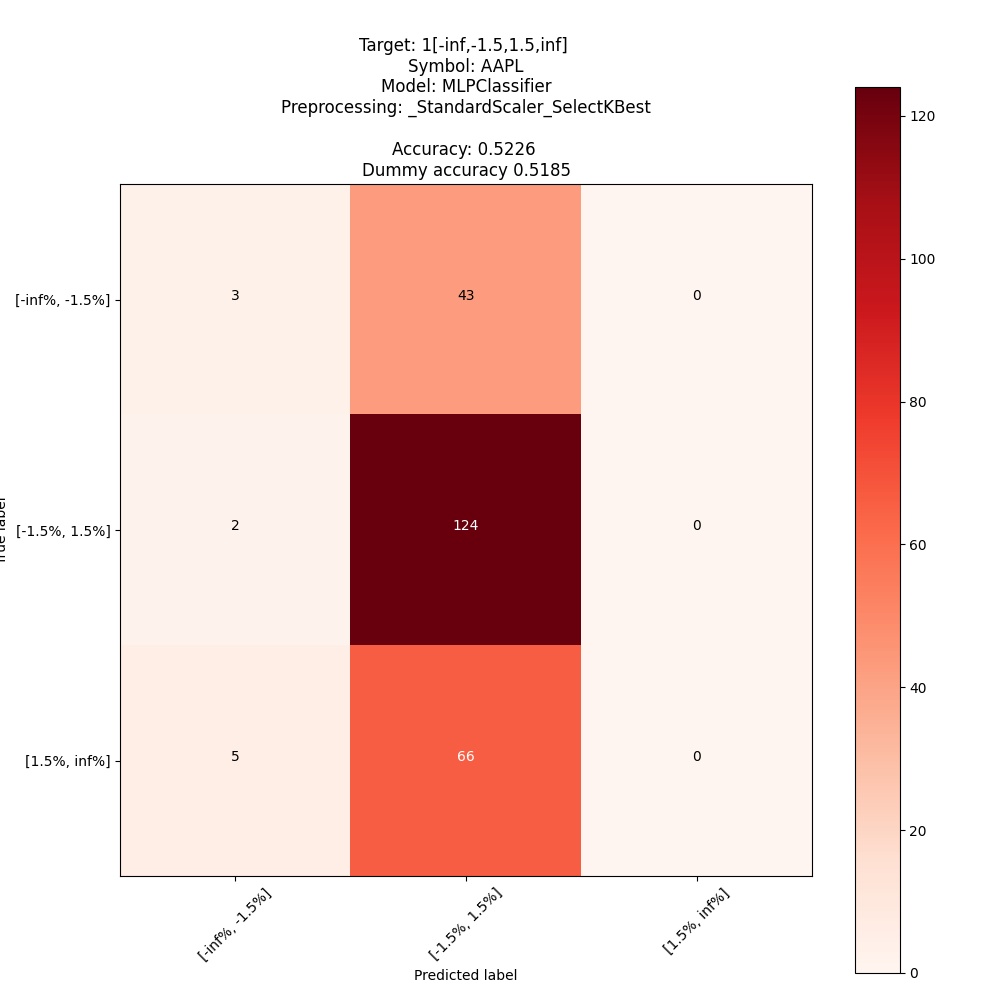 Target: 1[-inf,-1.5,1.5,inf]
Symbol: AAPL
Model: MLPClassifier
Preprocessing: _StandardScaler_SelectKBest
Accuracy: 0.5226
Dummy accuracy 0.5185
120
100
80
60
40
20
0
[-inf%, -1.5%]
3
43
0
[-1.5%, 1.5%]
2
124
0
[1.5%, inf%]
5
66
0
[-inf%, -1.5%]
[-1.5%, 1.5%]
[1.5%, inf%]
Predicted label
label